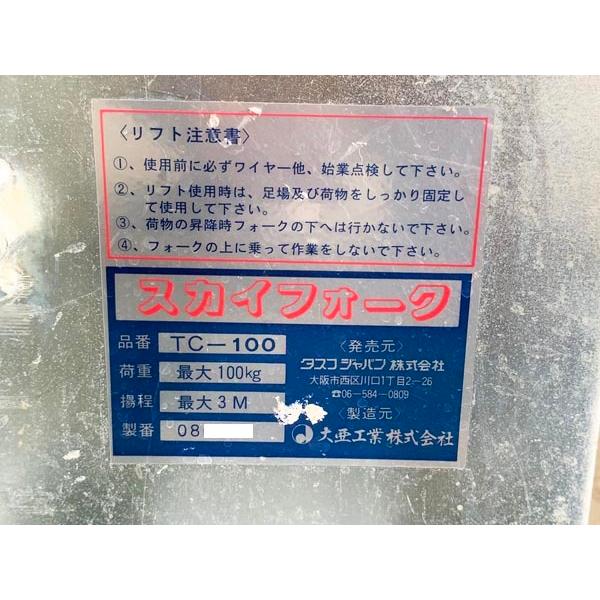 〈リフト注意書〉
①、使用前に必ずワイヤー他、始業点検して下さい。
②、リフト使用時は、足場及び荷物をしっかり固定し
て使用して下さい。
③、荷物の昇降時フォークの下へは行かないで下さい。
④、フォークの上に乗って作業をしないで下さい。
スカイフォーク
品番 TC-100
荷重 最大100kg
揚程 最大3M
製番 08
〈発売元〉
タスコジャパン株式会社
大阪市西区川口1丁目2-26
☎06-584-0809
〈製造元〉
大亜工業株式会社